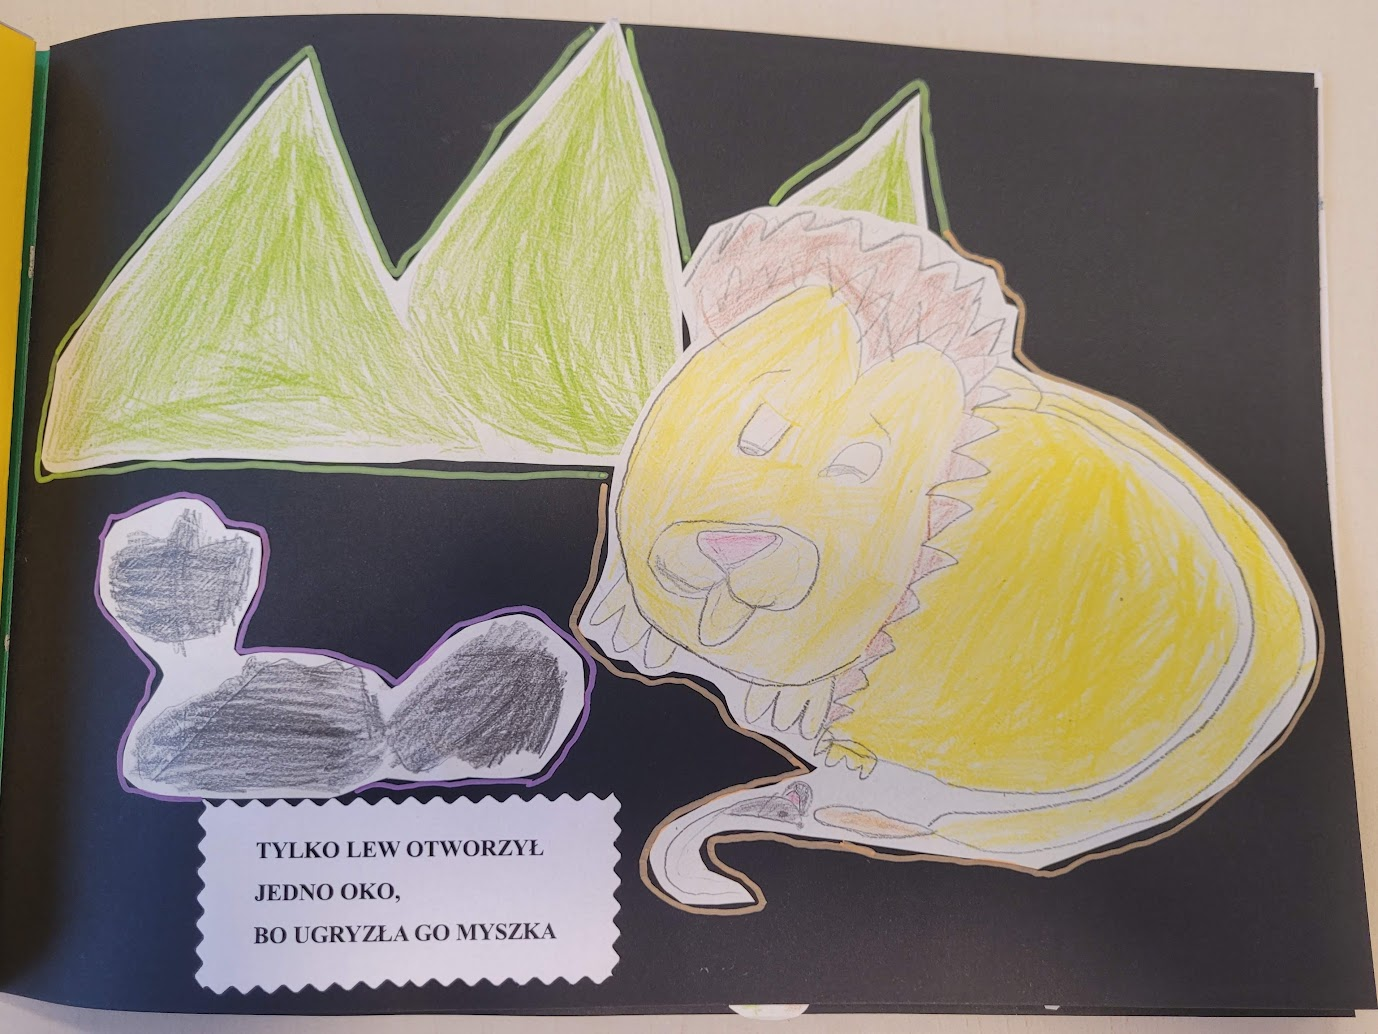 TYLKO LEW OTWORZYŁ
JEDNO OKO,
BO UGRYZŁA GO MYSZKA